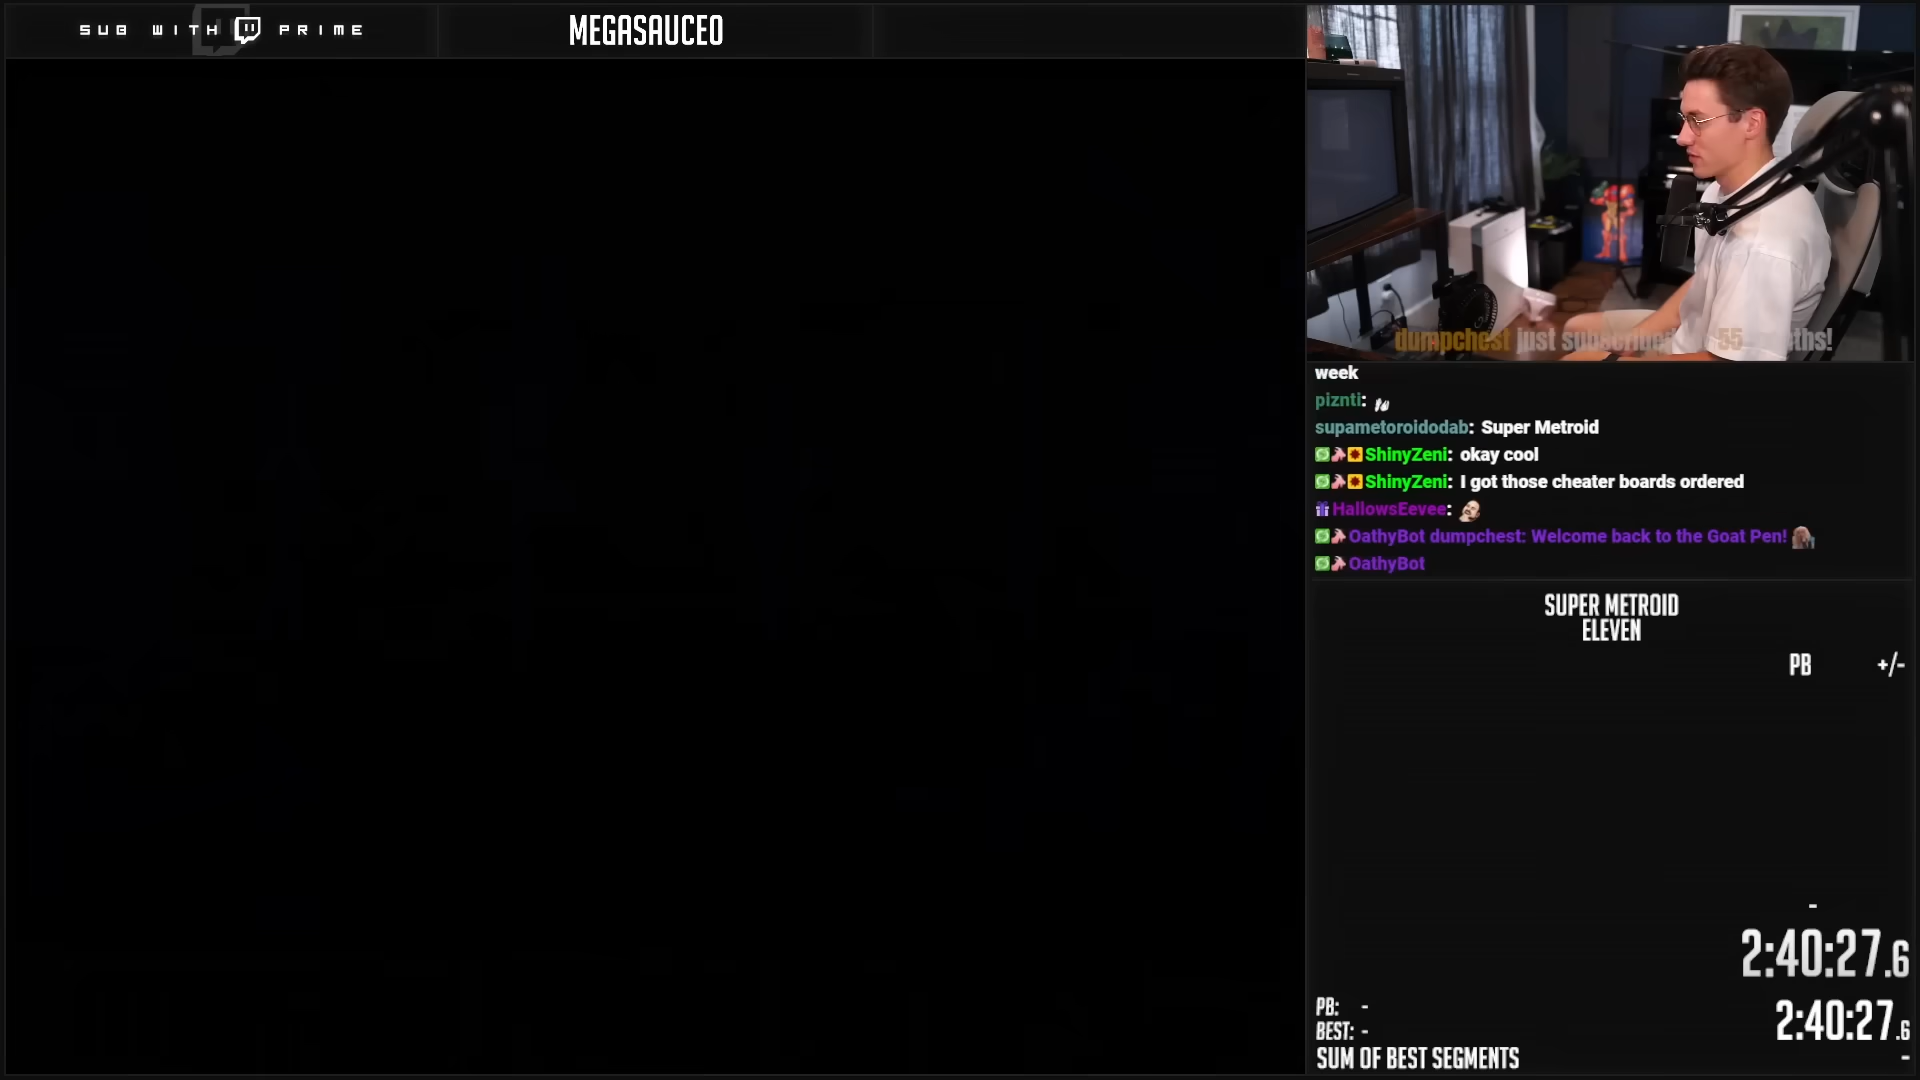 SUB WITH PRIME
MEGASAUCEO
dumpchest just subscribed 55
week
piznti:
supametoroidodab: Super Metroid
ShinyZeni: okay cool
ShinyZeni: I got those cheater boards ordered
HallowsEevee:
OathyBot dumpchest: Welcome back to the Goat Pen!
OathyBot
SUPER METROID
ELEVEN
PB +/-
-
2:40:27.6
PB: -
2:40:27.6
BEST: -
SUM OF BEST SEGMENTS -